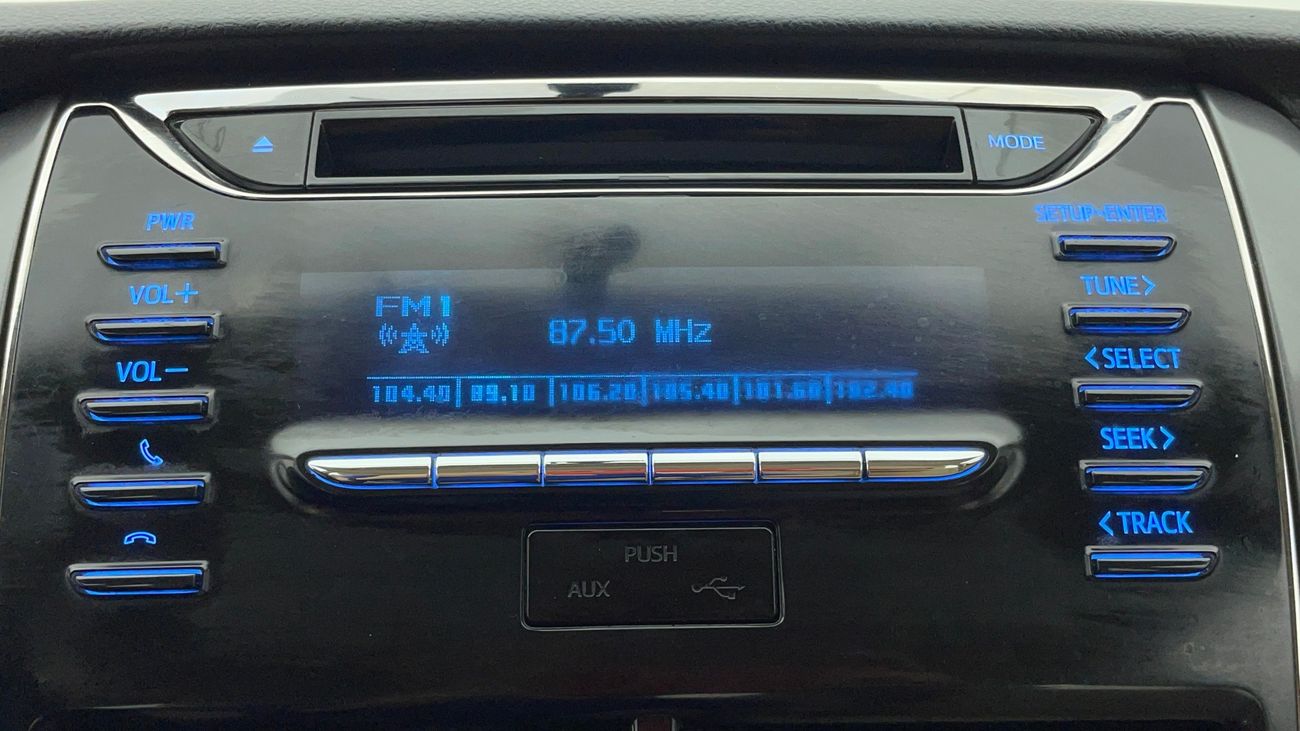 MODE
PWR
SETUP·ENTER
VOL+
TUNE>
FM1
87.50 MHz
VOL−
<SELECT
104.40 89.10 106.20 105.40 101.60 102.40
SEEK>
<TRACK
PUSH
AUX